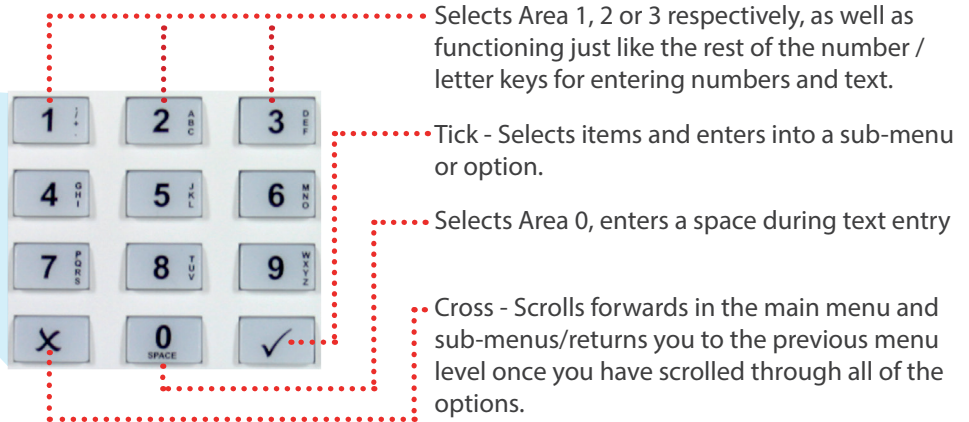 Selects Area 1, 2 or 3 respectively, as well as
functioning just like the rest of the number /
letter keys for entering numbers and text.
1 2 ABC 3 DEF
Tick - Selects items and enters into a sub-menu
or option.
4 GHI 5 JKL 6 MNO
Selects Area 0, enters a space during text entry
7 PQRS 8 TUV 9 WXYZ
Cross - Scrolls forwards in the main menu and
sub-menus/returns you to the previous menu
level once you have scrolled through all of the
options.
X 0 ✓
SPACE